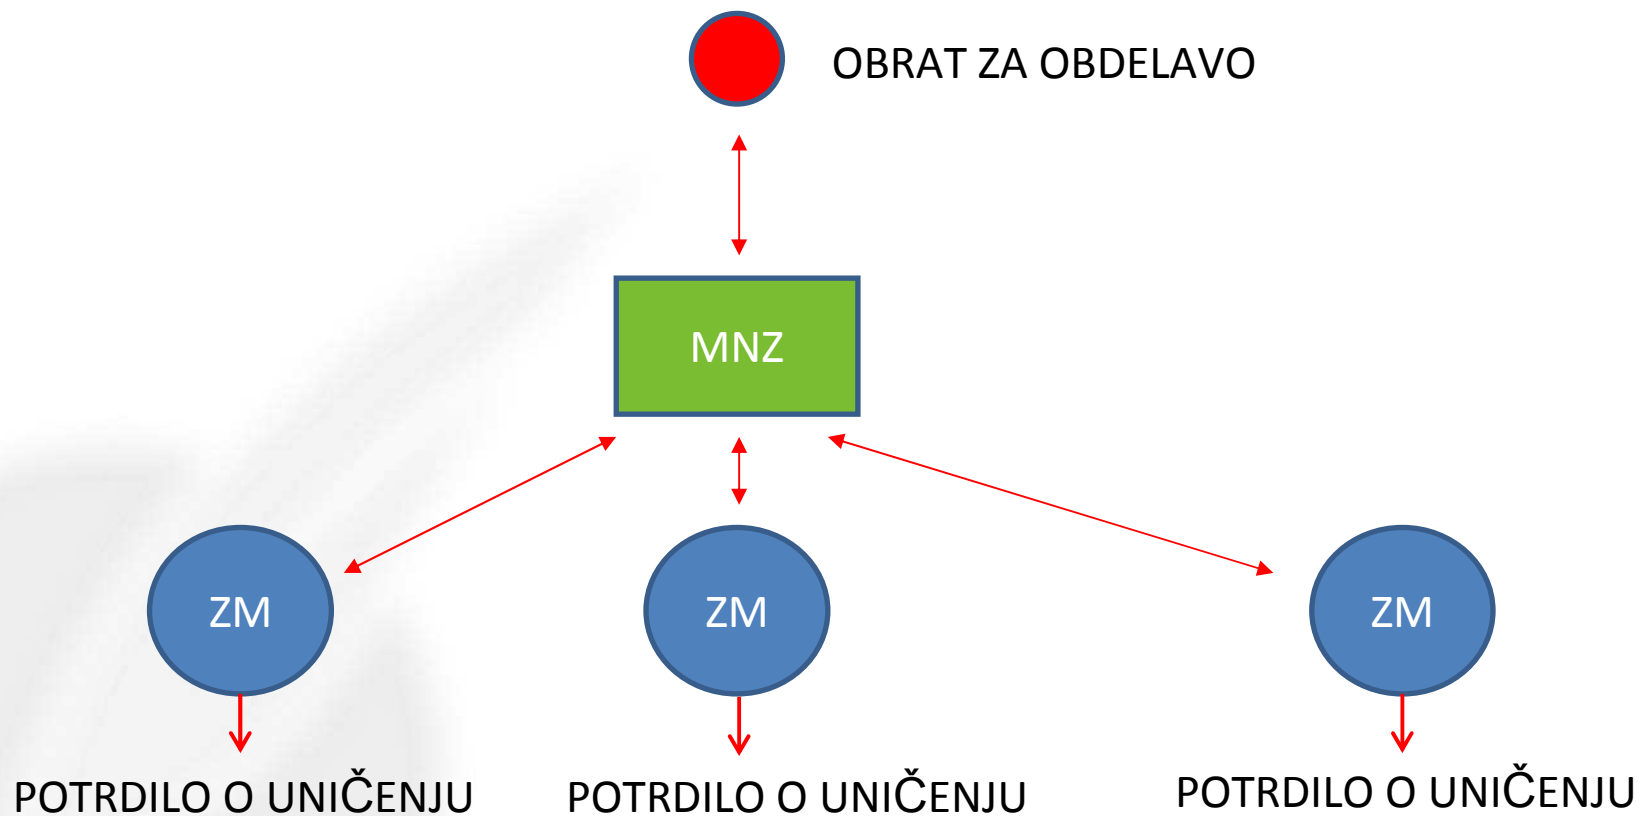 OBRAT ZA OBDELAVO
MNZ
ZM
ZM
ZM
POTRDILO O UNIČENJU
POTRDILO O UNIČENJU
POTRDILO O UNIČENJU